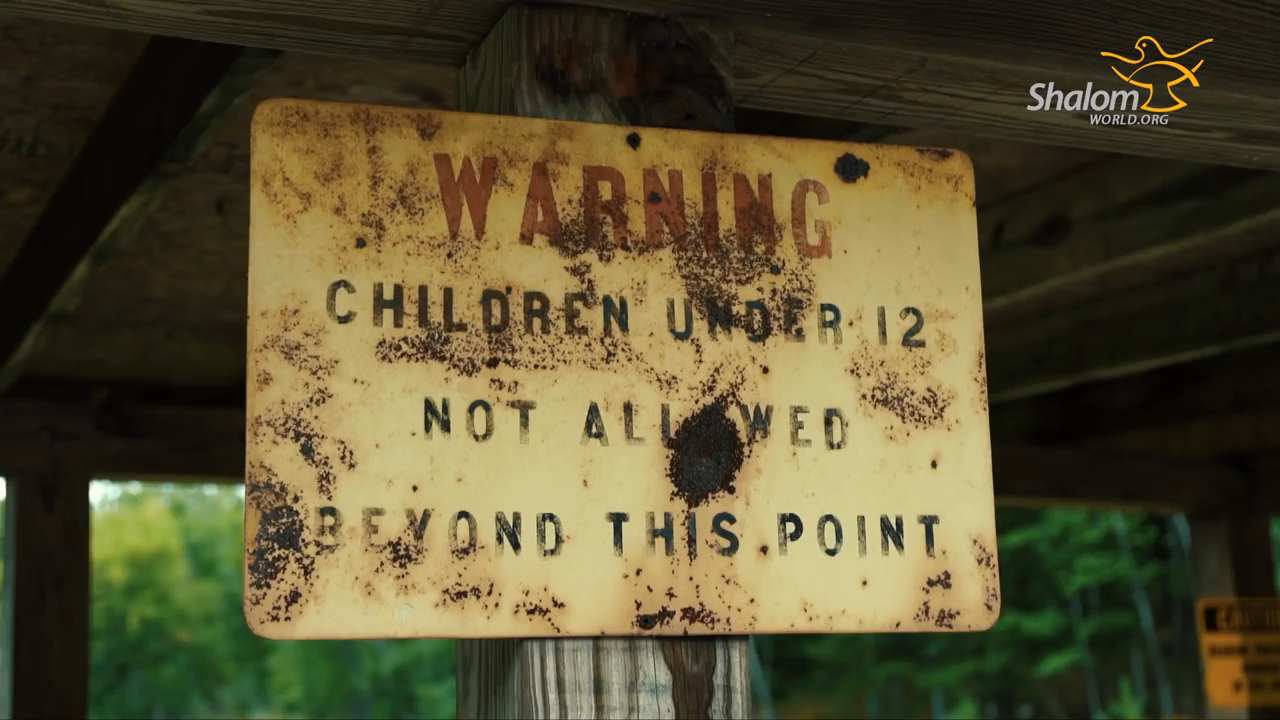 Shalom
WORLD.ORG
WARNING
CHILDREN UNDER 12
NOT ALLOWED
BEYOND THIS POINT